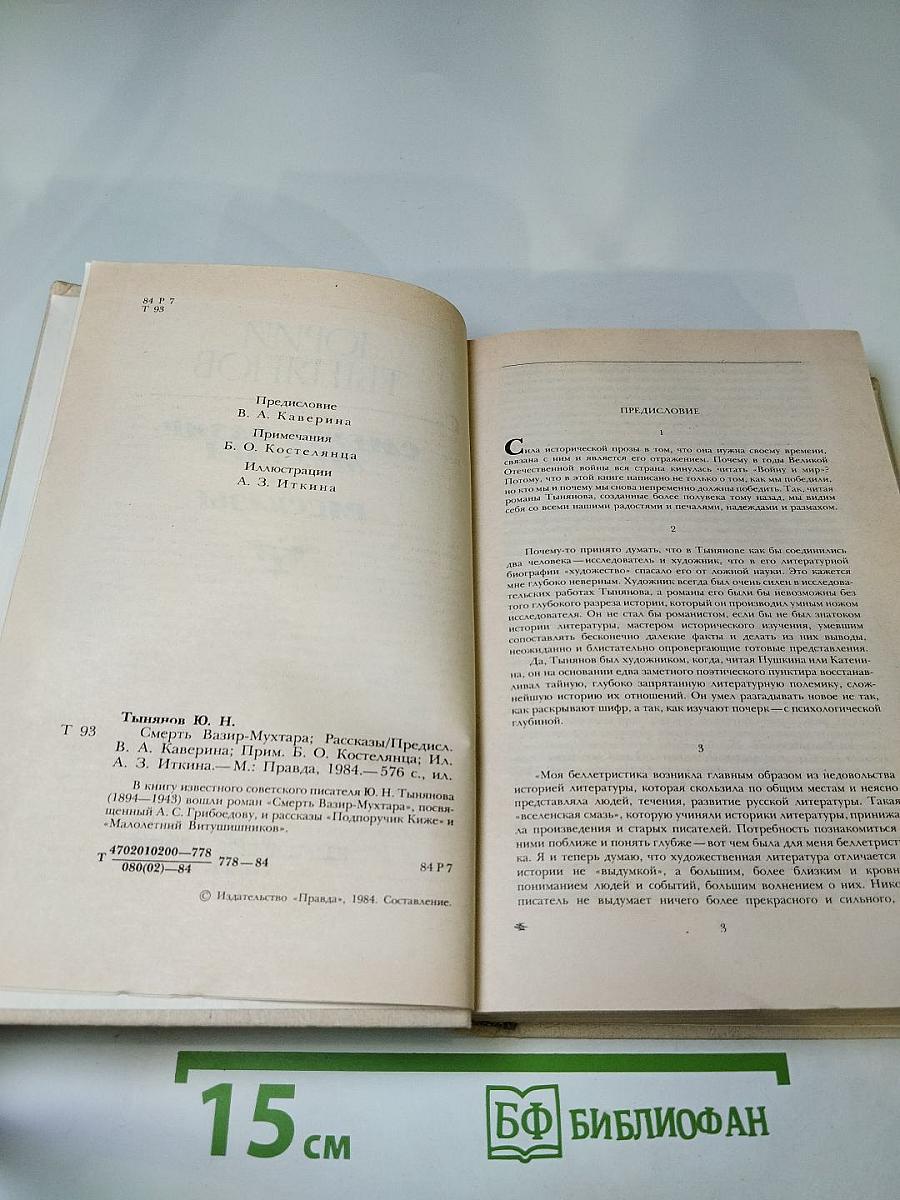 84 Р 7
Т 93
Предисловие
В. А. Каверина
Примечания
Б. О. Костелянца
Иллюстрации
А. З. Иткина
Тынянов Ю. Н.
Т 93
Смерть Вазир-Мухтара; Рассказы/Предисл.
В. А. Каверина; Прим. Б. О. Костелянца; Ил.
А. З. Иткина.— М.: Правда, 1984.— 576 с., ил.
В книгу известного советского писателя Ю. Н. Тынянова
(1894—1943) вошли роман «Смерть Вазир-Мухтара», посвя-
щенный А. С. Грибоедову, и рассказы «Подпоручик Киже» и
«Малолетний Витушишников».
Т 4702010200—778 778—84
080(02)—84
84 Р 7
© Издательство «Правда», 1984. Составление.
ПРЕДИСЛОВИЕ
1
Сила исторической прозы в том, что она нужна своему времени,
связана с ним и является его отражением. Почему в годы Великой
Отечественной войны вся страна кинулась читать «Войну и мир»?
Потому, что в этой книге написано не только о том, как мы победили,
но кто мы и почему мы снова непременно должны победить. Так, читая
романы Тынянова, созданные более полувека тому назад, мы видим
себя со всеми нашими радостями и печалями, надеждами и размахом.
2
Почему-то принято думать, что в Тынянове как бы соединились
два человека — исследователь и художник, что в его литературной
биографии «художество» спасало его от ложной науки. Это кажется
мне глубоко неверным. Художник всегда был очень силен в исследова-
тельских работах Тынянова, а романы его были бы невозможны без
того глубокого разреза истории, который он производил умным ножом
исследователя. Он не стал бы романистом, если бы не был знатоком
истории литературы, мастером исторического изучения, умевшим
сопоставлять бесконечно далекие факты и делать из них выводы,
неожиданно и блистательно опровергающие готовые представления.
Да, Тынянов был художником, когда, читая Пушкина или Катени-
на, он на основании едва заметного поэтического пунктира восстанав-
ливал тайную, глубоко запрятанную литературную полемику, слож-
нейшую историю их отношений. Он умел разгадывать новое не так,
как раскрывают шифр, а так, как изучают почерк — с психологической
глубиной.
3
«Моя беллетристика возникла главным образом из недовольства
историей литературы, которая скользила по общим местам и неясно
представляла людей, течения, развитие русской литературы. Такая
«вселенская смазь», которую учиняли историки литературы, принижа
ла произведения и старых писателей. Потребность познакомиться
ними поближе и понять глубже — вот чем была для меня беллетристи
ка. Я и теперь думаю, что художественная литература отличается
истории не «выдумкой», а большим, более близким и кровн
пониманием людей и событий, большим волнением о них. Нико
писатель не выдумает ничего более прекрасного и сильного,
3
15 см
БФ БИБЛИОФАН